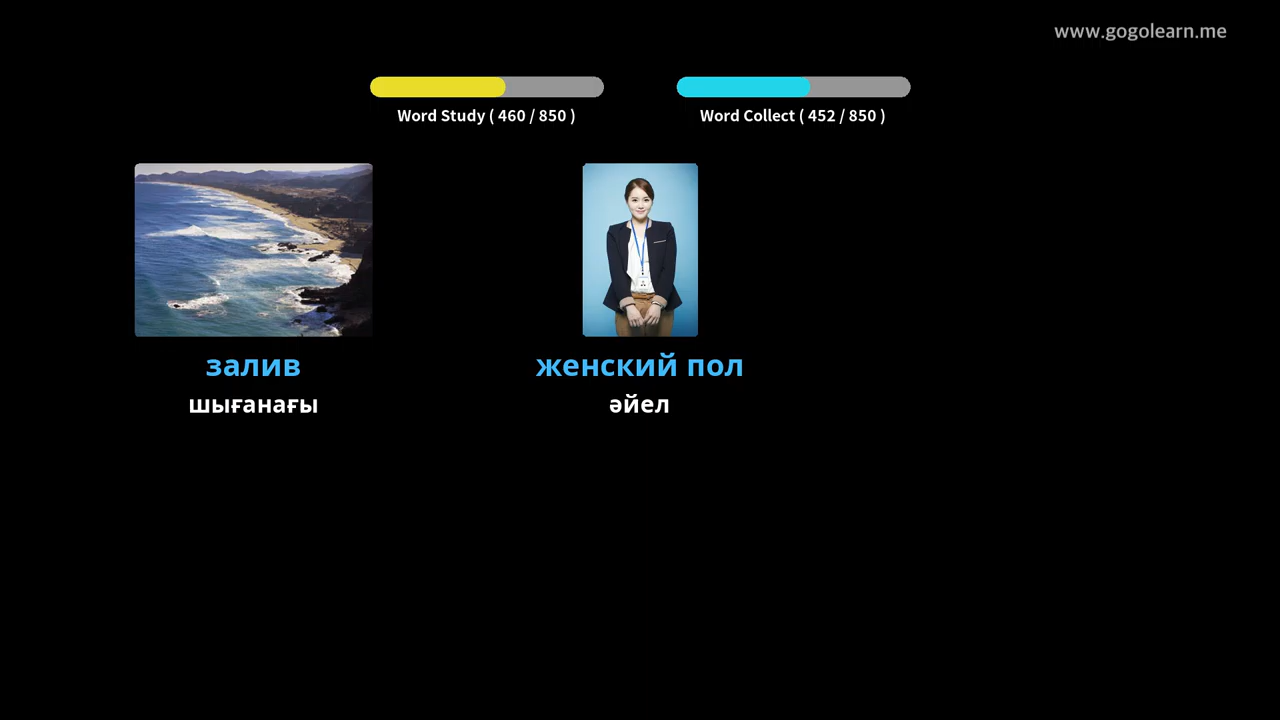 www.gogolearn.me
Word Study ( 460 / 850 )
Word Collect ( 452 / 850 )
залив
шығанағы
женский пол
әйел